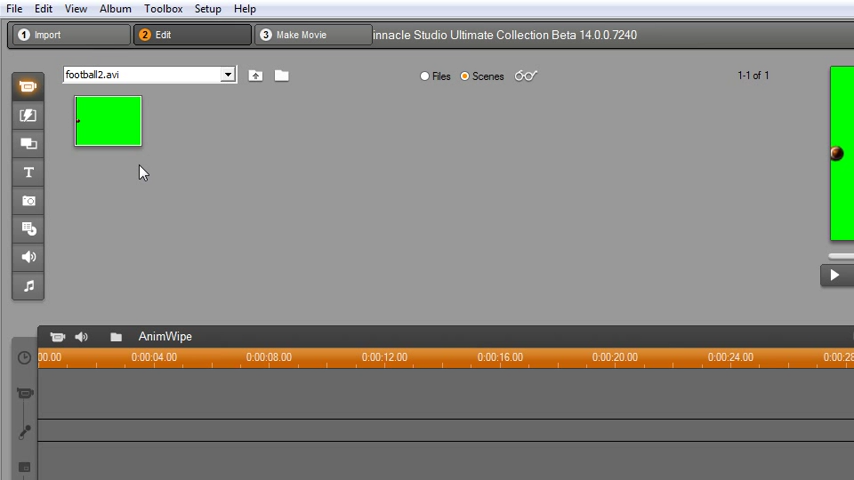 File Edit View Album Toolbox Setup Help
1 Import 2 Edit 3 Make Movie innacle Studio Ultimate Collection Beta 14.0.0.7240
football2.avi Files Scenes 1-1 of 1
T
AnimWipe
00.00 0:00:04.00 0:00:08.00 0:00:12.00 0:00:16.00 0:00:20.00 0:00:24.00 0:00:28